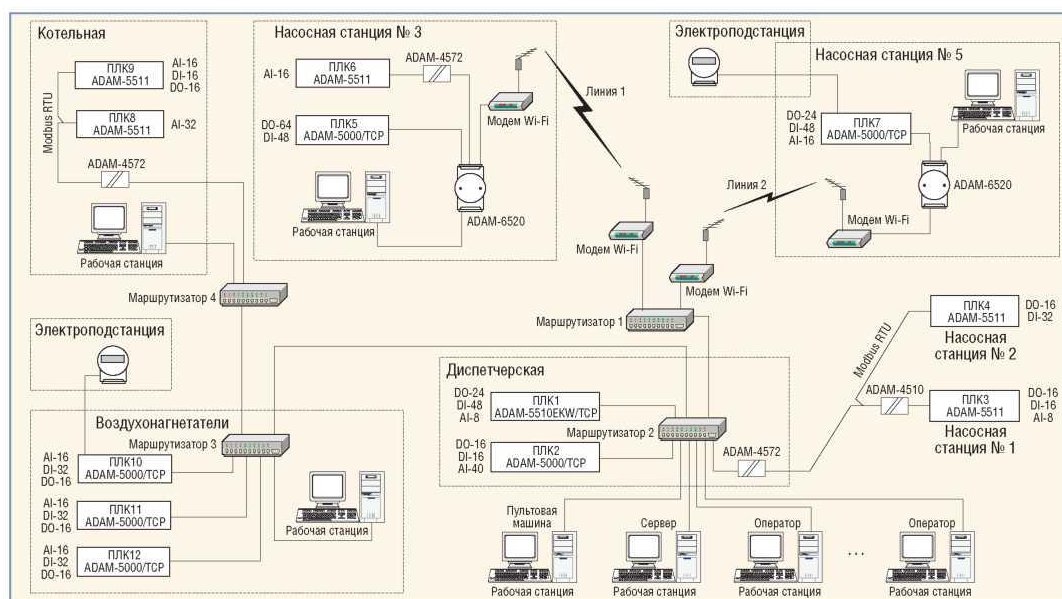 Котельная
ПЛК9
ADAM-5511
AI-16
DI-16
DO-16
ПЛК8
ADAM-5511
AI-32
Modbus RTU
ADAM-4572
Рабочая станция
Маршрутизатор 4
Насосная станция № 3
AI-16
ПЛК6
ADAM-5511
ADAM-4572
DO-64
DI-48
ПЛК5
ADAM-5000/TCP
Модем Wi-Fi
Рабочая станция
ADAM-6520
Линия 1
Модем Wi-Fi
Линия 2
Модем Wi-Fi
Маршрутизатор 1
Электроподстанция
Насосная станция № 5
DO-24
DI-48
AI-16
ПЛК7
ADAM-5000/TCP
Рабочая станция
ADAM-6520
Модем Wi-Fi
ПЛК4
ADAM-5511
DO-16
DI-32
Насосная
станция № 2
Modbus RTU
ADAM-4510
ПЛК3
ADAM-5511
DO-16
DI-16
AI-8
Насосная
станция № 1
Электроподстанция
Диспетчерская
DO-24
DI-48
AI-8
ПЛК1
ADAM-5510EKW/TCP
DO-16
DI-16
AI-40
ПЛК2
ADAM-5000/TCP
Маршрутизатор 2
ADAM-4572
Воздухонагнетатели
Маршрутизатор 3
AI-16
DI-32
DO-16
ПЛК10
ADAM-5000/TCP
AI-16
DI-32
DO-16
ПЛК11
ADAM-5000/TCP
AI-16
DI-32
DO-16
ПЛК12
ADAM-5000/TCP
Рабочая станция
Пультовая
машина
Сервер
Оператор
Оператор
...
Рабочая станция
Рабочая станция
Рабочая станция
Рабочая станция